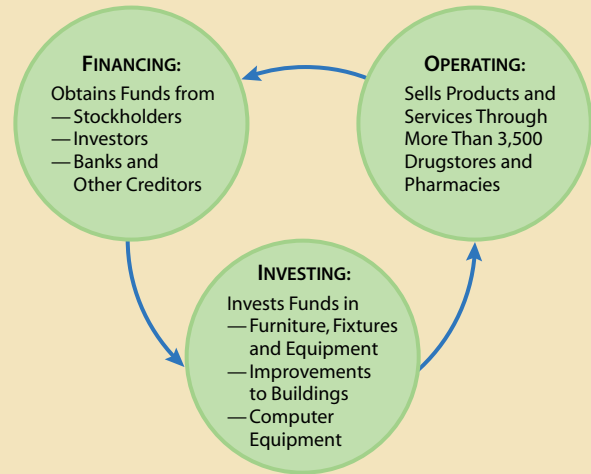 FINANCING:
Obtains Funds from
— Stockholders
— Investors
— Banks and
Other Creditors
OPERATING:
Sells Products and
Services Through
More Than 3,500
Drugstores and
Pharmacies
INVESTING:
Invests Funds in
— Furniture, Fixtures
and Equipment
— Improvements
to Buildings
— Computer
Equipment